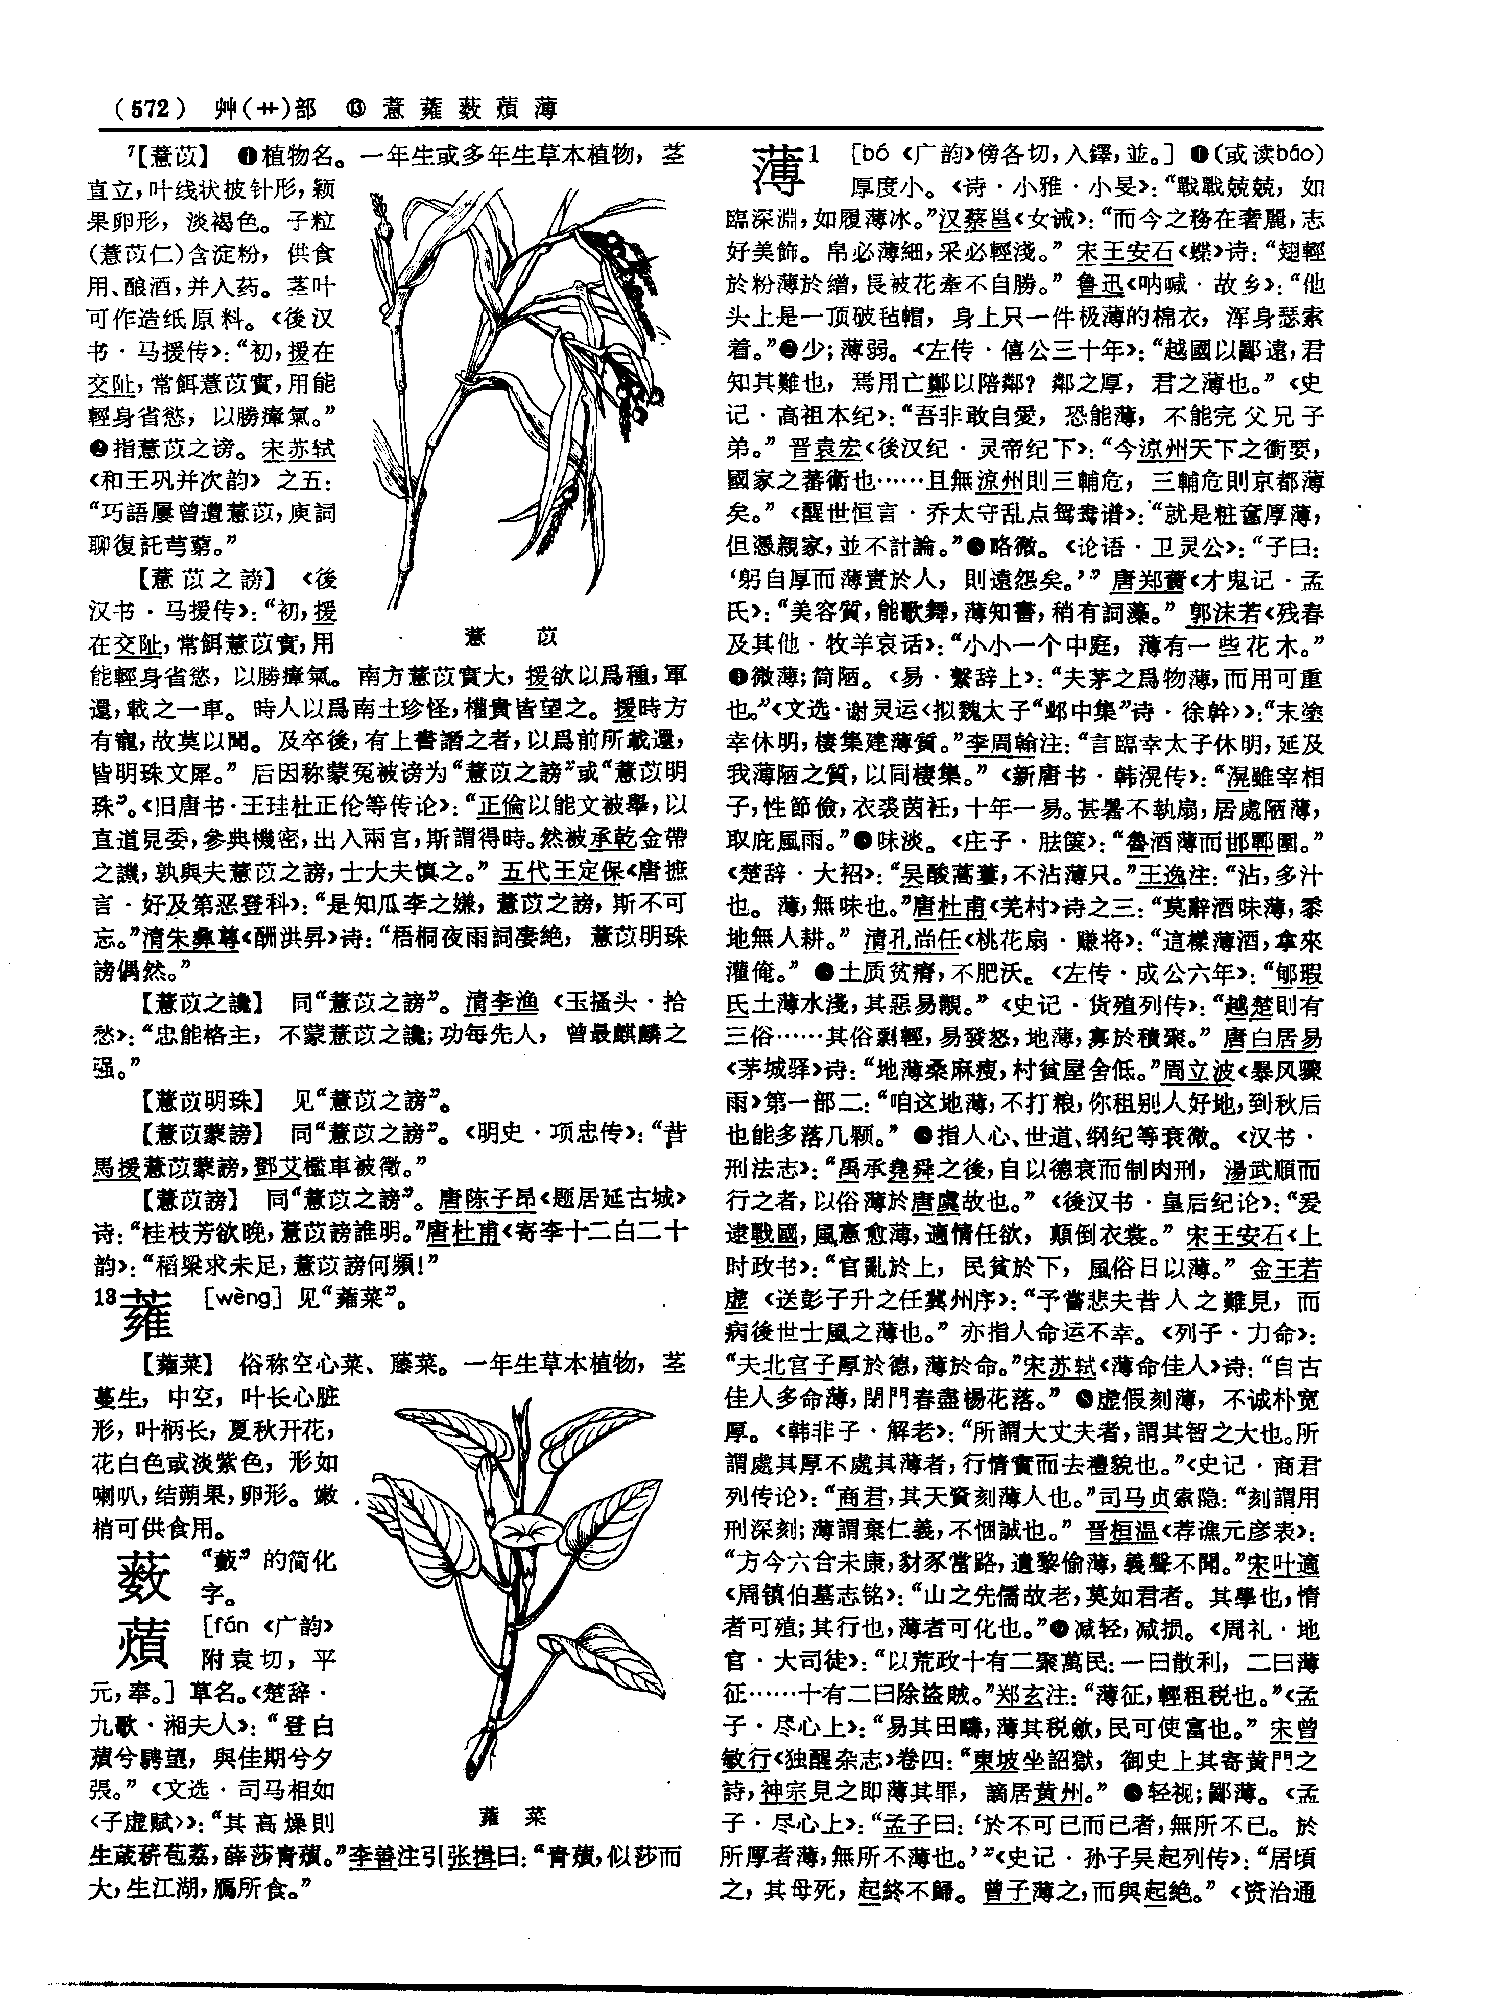 (572) 艸(艹)部 ⑬ 薏蕹薮薠薄
7【薏苡】 ❶植物名。一年生或多年生草本植物，茎
直立，叶线状披针形，颖
果卵形，淡褐色。子粒
(薏苡仁)含淀粉，供食
用、酿酒，并入药。茎叶
可作造纸原料。《後汉
书·马援传》：“初，援在
交阯，常餌薏苡實，用能
輕身省慾，以勝瘴氣。”
❷指薏苡之谤。宋苏轼
《和王巩并次韵》之五：
“巧語屢曾遭薏苡，庾詞
聊復託芎藭。”
【薏苡之謗】 《後
汉书·马援传》：“初，援
在交阯，常餌薏苡實，用
薏 苡
能輕身省慾，以勝瘴氣。南方薏苡實大，援欲以爲種，軍
還，載之一車。時人以爲南土珍怪，權貴皆望之。援時方
有寵，故莫以聞。及卒後，有上書譖之者，以爲前所載還，
皆明珠文犀。”后因称蒙冤被谤为“薏苡之謗”或“薏苡明
珠”。《旧唐书·王珪杜正伦等传论》：“正倫以能文被舉，以
直道見委，參典機密，出入兩宫，斯謂得時。然被承乾金帶
之譏，孰與夫薏苡之謗，士大夫慎之。”五代王定保《唐摭
言·好及第恶登科》：“是知瓜李之嫌，薏苡之謗，斯不可
忘。”清朱彝尊《酬洪昇》诗：“梧桐夜雨詞凄絶，薏苡明珠
謗偶然。”
【薏苡之讒】 同“薏苡之謗”。清李渔《玉搔头·拾
愁》：“忠能格主，不蒙薏苡之讒；功每先人，曾最麒麟之
强。”
【薏苡明珠】 见“薏苡之謗”。
【薏苡蒙謗】 同“薏苡之謗”。《明史·项忠传》：“昔
馬援薏苡蒙謗，鄧艾檻車被徵。”
【薏苡謗】 同“薏苡之謗”。唐陈子昂《题居延古城》
诗：“桂枝芳欲晚，薏苡謗誰明。”唐杜甫《寄李十二白二十
韵》：“稻粱求未足，薏苡謗何頻！”
13蕹 [wèng] 见“蕹菜”。
【蕹菜】 俗称空心菜、藤菜。一年生草本植物，茎
蔓生，中空，叶长心脏
形，叶柄长，夏秋开花，
花白色或淡紫色，形如
喇叭，结蒴果，卵形。嫩
梢可供食用。
薮 “藪”的简化
字。
薠 [fán 《广韵》
附袁切，平
元，奉。] 草名。《楚辞·
九歌·湘夫人》：“登白
薠兮騁望，與佳期兮夕
張。”《文选·司马相如
〈子虚赋〉》：“其高燥則
蕹 菜
生葴菥苞荔，薛莎青薠。”李善注引张揖曰：“青薠，似莎而
大，生江湖，鴈所食。”
薄1 [bó 《广韵》傍各切，入鐸，並。] ❶(或读báo)
厚度小。《诗·小雅·小旻》：“戰戰兢兢，如
臨深淵，如履薄冰。”汉蔡邕《女诫》：“而今之務在奢麗，志
好美飾。帛必薄細，采必輕淺。”宋王安石《蝶》诗：“翅輕
於粉薄於繒，長被花牽不自勝。”鲁迅《呐喊·故乡》：“他
头上是一顶破毡帽，身上只一件极薄的棉衣，浑身瑟索
着。”❷少；薄弱。《左传·僖公三十年》：“越國以鄙遠，君
知其難也，焉用亡鄭以陪鄰？鄰之厚，君之薄也。”《史
记·高祖本纪》：“吾非敢自愛，恐能薄，不能完父兄子
弟。”晋袁宏《後汉纪·灵帝纪下》：“今涼州天下之衝要，
國家之蕃衛也……且無涼州則三輔危，三輔危則京都薄
矣。”《醒世恒言·乔太守乱点鸳鸯谱》：“就是粧奩厚薄，
但憑親家，並不計論。”❸略微。《论语·卫灵公》：“子曰：
‘躬自厚而薄責於人，則遠怨矣。’”唐郑蕡《才鬼记·孟
氏》：“美容質，能歌舞，薄知書，稍有詞藻。”郭沫若《残春
及其他·牧羊哀话》：“小小一个中庭，薄有一些花木。”
❹微薄；简陋。《易·繫辞上》：“夫茅之爲物薄，而用可重
也。”《文选·谢灵运〈拟魏太子“邺中集”诗·徐幹〉》：“末塗
幸休明，棲集建薄質。”李周翰注：“言臨幸太子休明，延及
我薄陋之質，以同棲集。”《新唐书·韩滉传》：“滉雖宰相
子，性節儉，衣裘茵衽，十年一易。甚暑不執扇，居處陋薄，
取庇風雨。”❺味淡。《庄子·胠箧》：“魯酒薄而邯鄲圍。”
《楚辞·大招》：“吴酸蒿蔞，不沾薄只。”王逸注：“沾，多汁
也。薄，無味也。”唐杜甫《羌村》诗之三：“莫辭酒味薄，黍
地無人耕。”清孔尚任《桃花扇·赚将》：“這樣薄酒，拿來
灌俺。”❻土质贫瘠，不肥沃。《左传·成公六年》：“郇瑕
氏土薄水淺，其惡易覯。”《史记·货殖列传》：“越楚則有
三俗……其俗剽輕，易發怒，地薄，寡於積聚。”唐白居易
《茅城驿》诗：“地薄桑麻瘦，村貧屋舍低。”周立波《暴风骤
雨》第一部二：“咱这地薄，不打粮，你租别人好地，到秋后
也能多落几颗。”❼指人心、世道、纲纪等衰微。《汉书·
刑法志》：“禹承堯舜之後，自以德衰而制肉刑，湯武順而
行之者，以俗薄於唐虞故也。”《後汉书·皇后纪论》：“爰
逮戰國，風憲愈薄，適情任欲，顛倒衣裳。”宋王安石《上
时政书》：“官亂於上，民貧於下，風俗日以薄。”金王若
虚《送彭子升之任冀州序》：“予嘗悲夫昔人之難見，而
病後世士風之薄也。”亦指人命运不幸。《列子·力命》：
“夫北宫子厚於德，薄於命。”宋苏轼《薄命佳人》诗：“自古
佳人多命薄，閉門春盡楊花落。”❽虚假刻薄，不诚朴宽
厚。《韩非子·解老》：“所謂大丈夫者，謂其智之大也。所
謂處其厚不處其薄者，行情實而去禮貌也。”《史记·商君
列传论》：“商君，其天資刻薄人也。”司马贞索隐：“刻謂用
刑深刻；薄謂棄仁義，不悃誠也。”晋桓温《荐谯元彦表》：
“方今六合未康，豺豕當路，遺黎偷薄，義聲不聞。”宋叶適
《周镇伯墓志铭》：“山之先儒故老，莫如君者。其學也，惰
者可殖；其行也，薄者可化也。”❾减轻，减损。《周礼·地
官·大司徒》：“以荒政十有二聚萬民：一曰散利，二曰薄
征……十有二曰除盜賊。”郑玄注：“薄征，輕租税也。”《孟
子·尽心上》：“易其田疇，薄其税斂，民可使富也。”宋曾
敏行《独醒杂志》卷四：“東坡坐詔獄，御史上其寄黄門之
詩，神宗見之即薄其罪，謫居黄州。”❿轻视；鄙薄。《孟
子·尽心上》：“孟子曰：‘於不可已而已者，無所不已。於
所厚者薄，無所不薄也。’”《史记·孙子吴起列传》：“居頃
之，其母死，起終不歸。曾子薄之，而與起絶。”《资治通